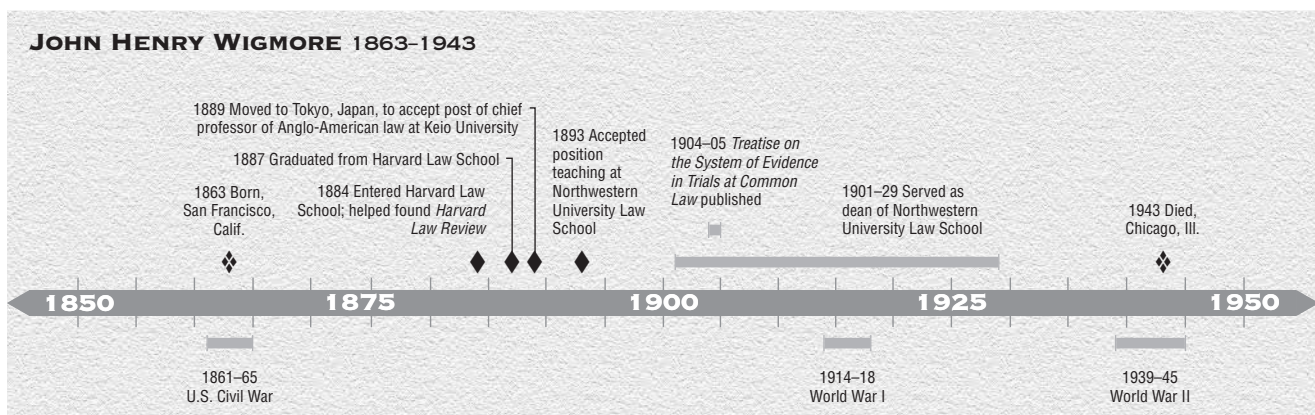 JOHN HENRY WIGMORE 1863–1943
1889 Moved to Tokyo, Japan, to accept post of chief
professor of Anglo-American law at Keio University
1887 Graduated from Harvard Law School
1863 Born,
San Francisco,
Calif.
1884 Entered Harvard Law
School; helped found Harvard
Law Review
1893 Accepted
position
teaching at
Northwestern
University Law
School
1904–05 Treatise on
the System of Evidence
in Trials at Common
Law published
1901–29 Served as
dean of Northwestern
University Law School
1943 Died,
Chicago, Ill.
1850 1875 1900 1925 1950
1861–65
U.S. Civil War
1914–18
World War I
1939–45
World War II